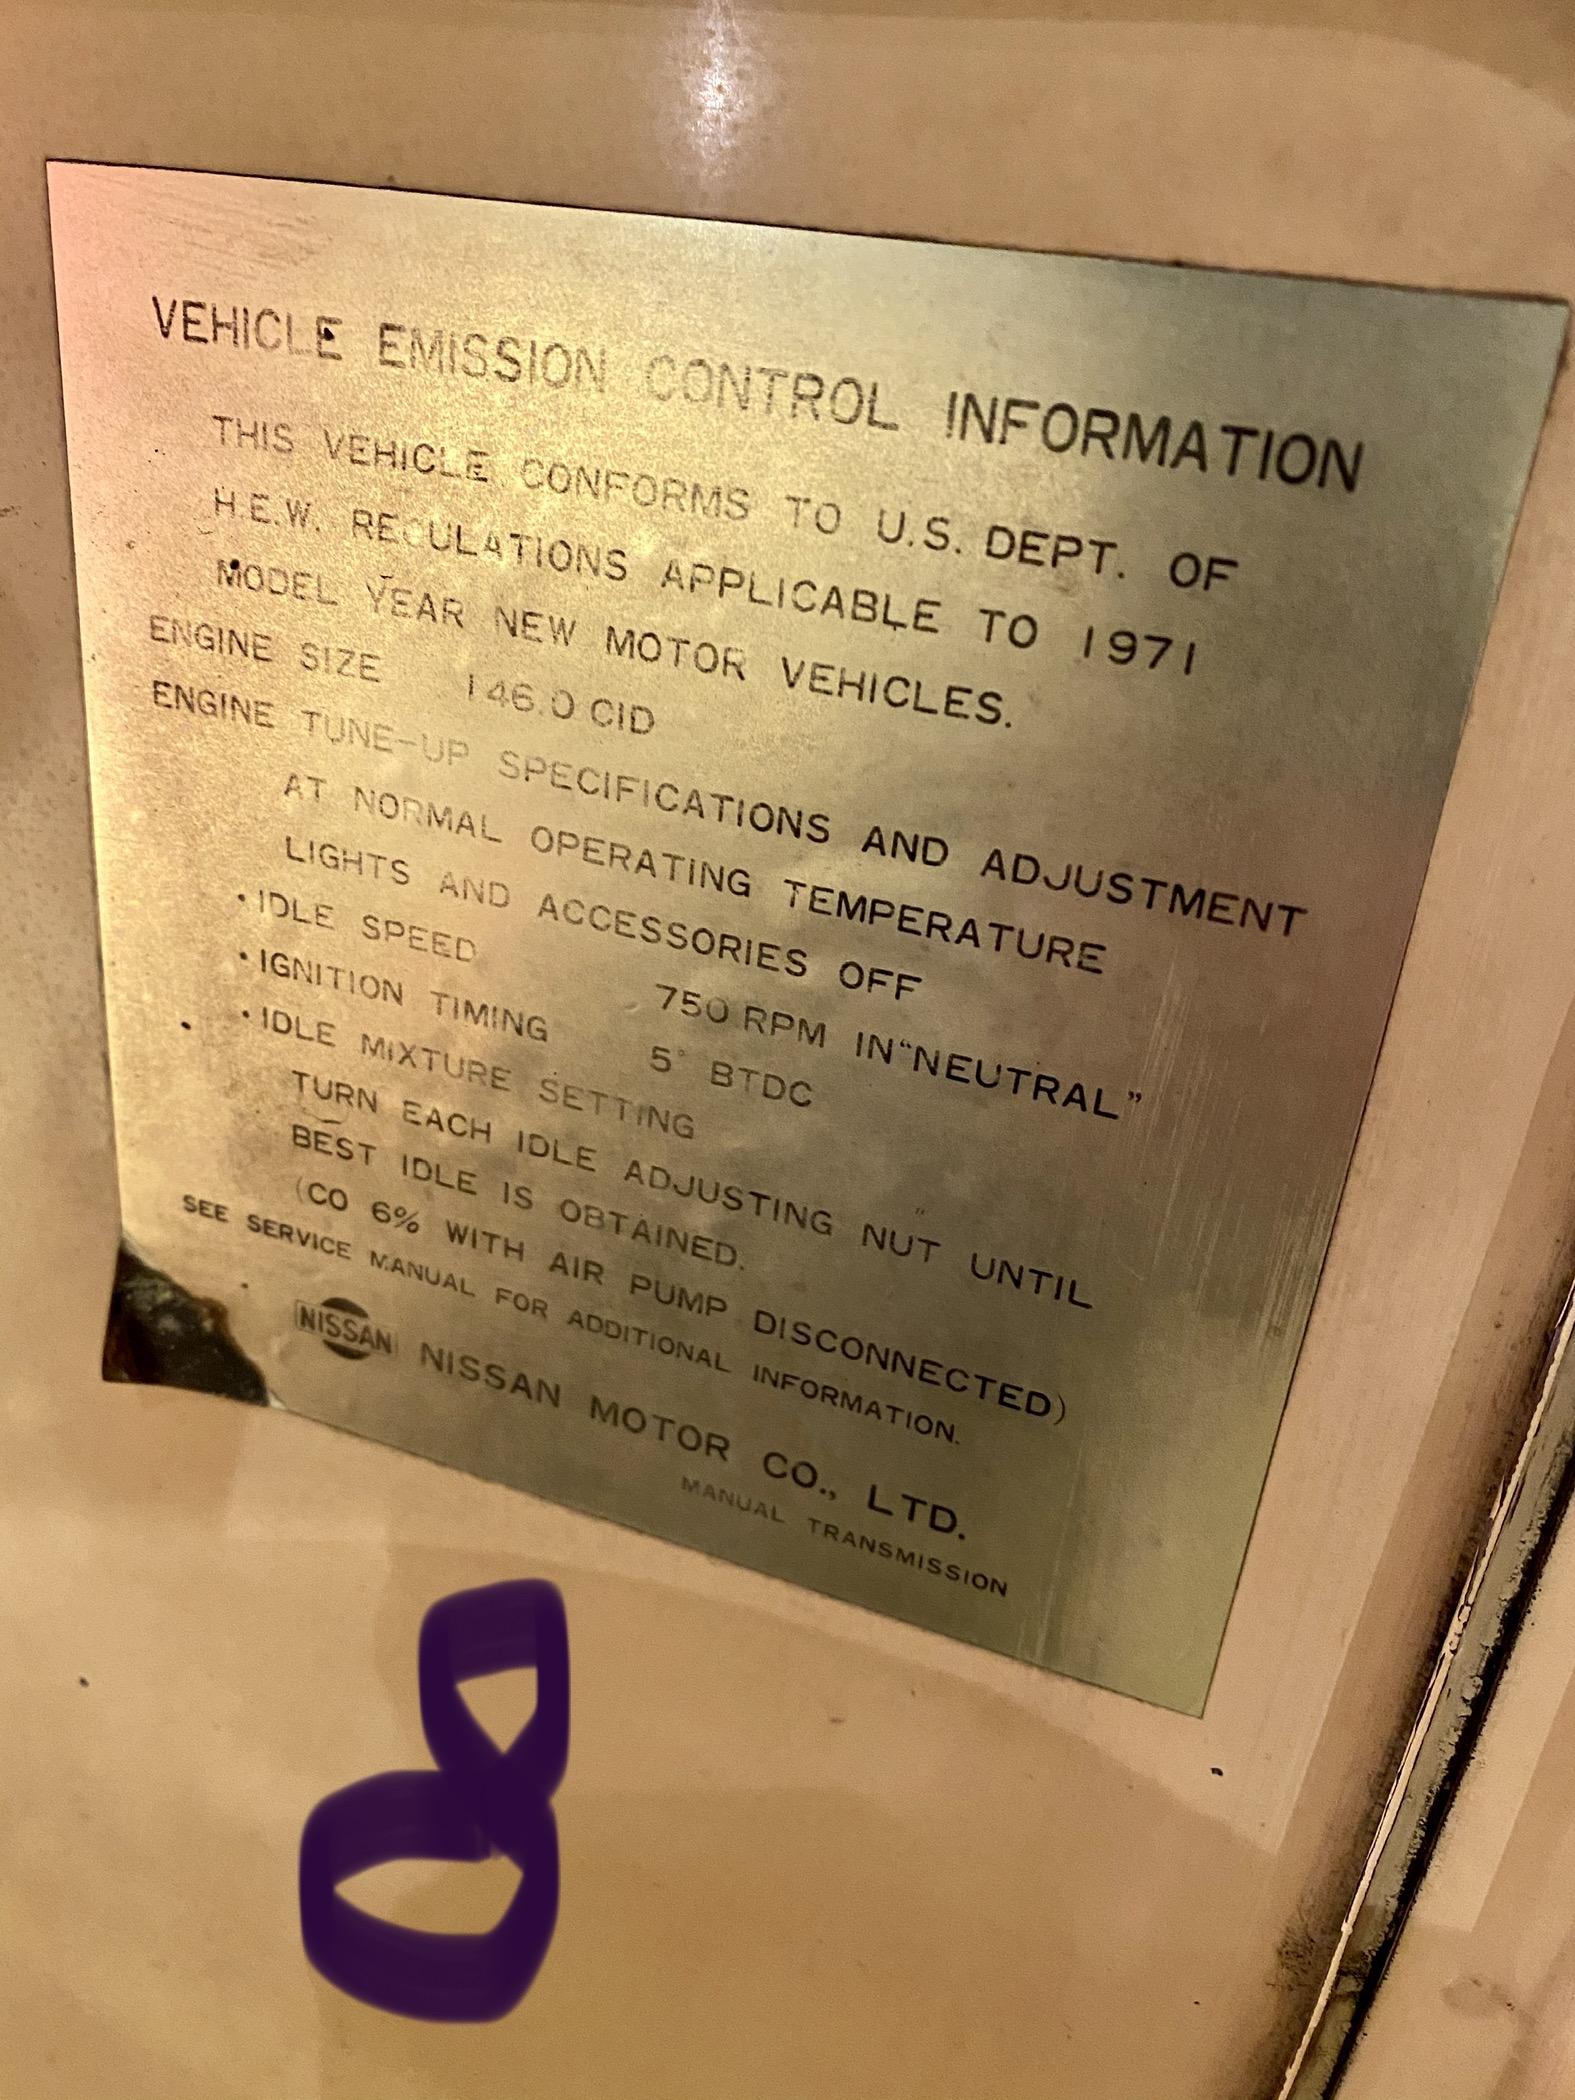 VEHICLE EMISSION CONTROL INFORMATION
THIS VEHICLE CONFORMS TO U.S. DEPT. OF
H.E.W. REGULATIONS APPLICABLE TO 1971
MODEL YEAR NEW MOTOR VEHICLES.
ENGINE SIZE 146.0 CID
ENGINE TUNE-UP SPECIFICATIONS AND ADJUSTMENT
AT NORMAL OPERATING TEMPERATURE
LIGHTS AND ACCESSORIES OFF
• IDLE SPEED 750 RPM IN "NEUTRAL"
• IGNITION TIMING 5° BTDC
• IDLE MIXTURE SETTING
TURN EACH IDLE ADJUSTING NUT UNTIL
BEST IDLE IS OBTAINED.
(CO 6% WITH AIR PUMP DISCONNECTED)
SEE SERVICE MANUAL FOR ADDITIONAL INFORMATION.
NISSAN NISSAN MOTOR CO., LTD.
MANUAL TRANSMISSION
8